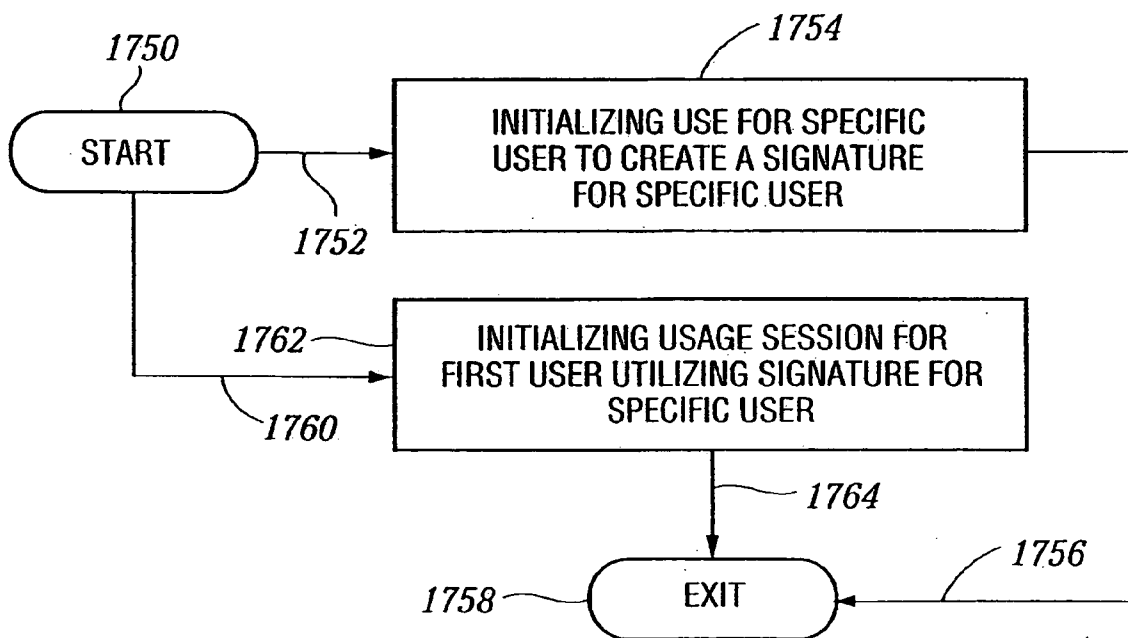 1750
1754
START
INITIALIZING USE FOR SPECIFIC
USER TO CREATE A SIGNATURE
FOR SPECIFIC USER
1752
1762
INITIALIZING USAGE SESSION FOR
FIRST USER UTILIZING SIGNATURE FOR
SPECIFIC USER
1760
1764
1756
1758
EXIT